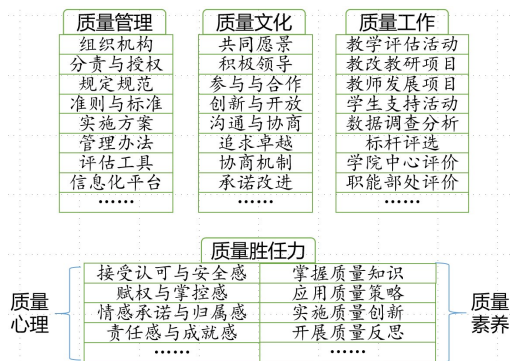 质量管理
组织机构
分责与授权
规定规范
准则与标准
实施方案
管理办法
评估工具
信息化平台
……
质量文化
共同愿景
积极领导
参与与合作
创新与开放
沟通与协商
追求卓越
协商机制
承诺改进
……
质量工作
教学评估活动
教改教研项目
教师发展项目
学生支持活动
数据调查分析
标杆评选
学院中心评价
职能部处评价
……
质量胜任力
质量
心理
接受认可与安全感
赋权与掌控感
情感承诺与归属感
责任感与成就感
……
掌握质量知识
应用质量策略
实施质量创新
开展质量反思
……
质量
素养